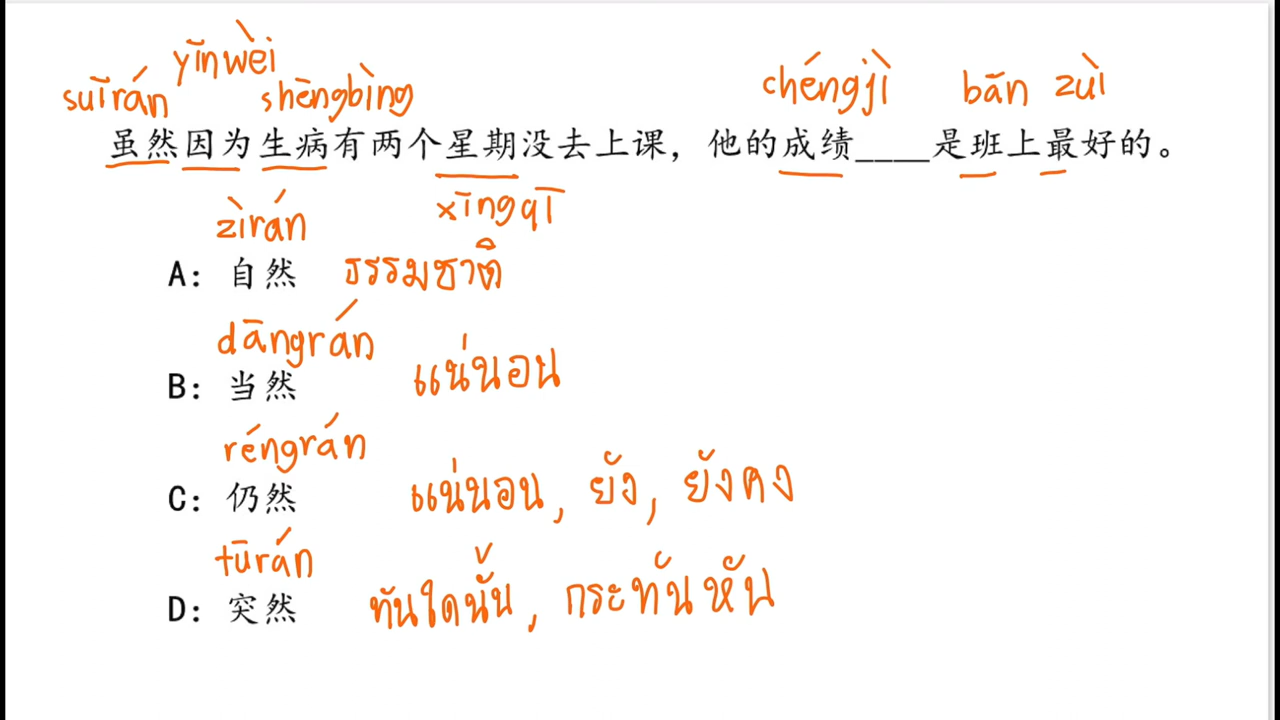 yīnwèi
suīrán shēngbìng chéngjì bān zuì
虽然因为生病有两个星期没去上课，他的成绩____是班上最好的。
zìrán xīngqī
A: 自然 ธรรมชาติ
dāngrán
B: 当然 แน่นอน
réngrán
C: 仍然 แน่นอน, ยัง, ยังคง
tūrán
D: 突然 ทันใดนั้น, กระทันหัน